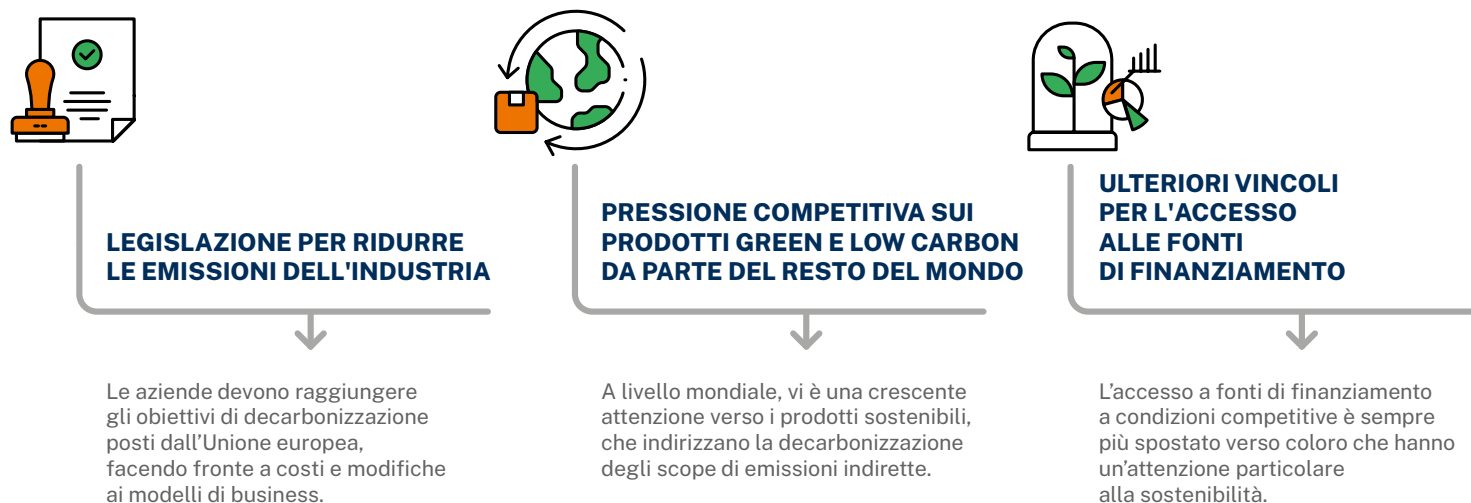 LEGISLAZIONE PER RIDURRE
LE EMISSIONI DELL'INDUSTRIA
Le aziende devono raggiungere
gli obiettivi di decarbonizzazione
posti dall’Unione europea,
facendo fronte a costi e modifiche
ai modelli di business.
PRESSIONE COMPETITIVA SUI
PRODOTTI GREEN E LOW CARBON
DA PARTE DEL RESTO DEL MONDO
A livello mondiale, vi è una crescente
attenzione verso i prodotti sostenibili,
che indirizzano la decarbonizzazione
degli scope di emissioni indirette.
ULTERIORI VINCOLI
PER L'ACCESSO
ALLE FONTI
DI FINANZIAMENTO
L’accesso a fonti di finanziamento
a condizioni competitive è sempre
più spostato verso coloro che hanno
un’attenzione particolare
alla sostenibilità.